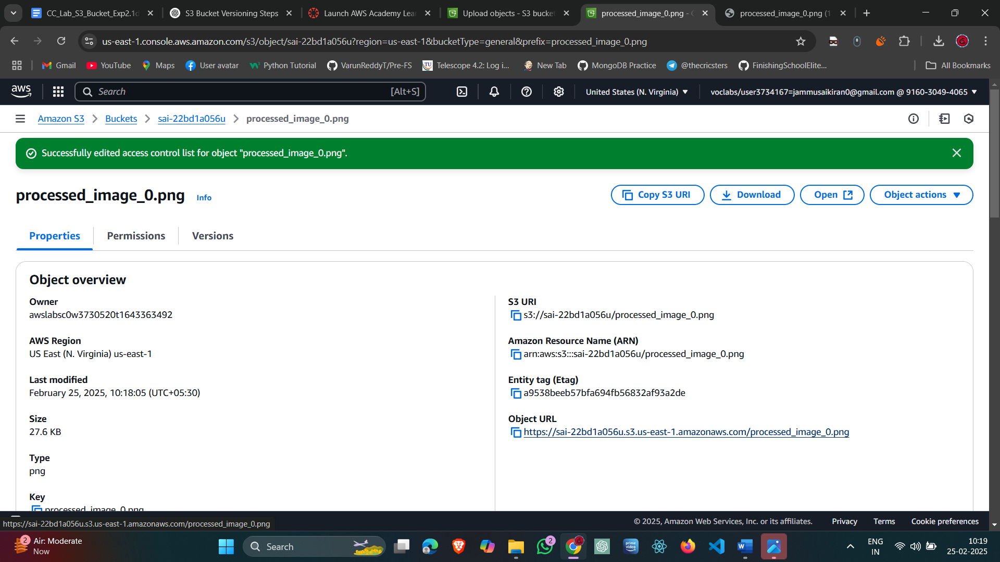 CC_Lab_S3_Bucket_Exp2.1d
S3 Bucket Versioning Steps
Launch AWS Academy Lea
Upload objects - S3 bucket
processed_image_0.png -
processed_image_0.png (1
us-east-1.console.aws.amazon.com/s3/object/sai-22bd1a056u?region=us-east-1&bucketType=general&prefix=processed_image_0.png
Gmail
YouTube
Maps
User avatar
Python Tutorial
VarunReddyT/Pre-FS
TU
Telescope 4.2: Log i...
New Tab
MongoDB Practice
@thecricsters
FinishingSchoolElite...
All Bookmarks
aws
Search
[Alt+S]
United States (N. Virginia)
voclabs/user3734167=jammusaikiran0@gmail.com @ 9160-3049-4065
Amazon S3
Buckets
sai-22bd1a056u
processed_image_0.png
Successfully edited access control list for object "processed_image_0.png".
processed_image_0.png
Info
Copy S3 URI
Download
Open
Object actions
Properties
Permissions
Versions
Object overview
Owner
awslabsc0w3730520t1643363492
AWS Region
US East (N. Virginia) us-east-1
Last modified
February 25, 2025, 10:18:05 (UTC+05:30)
Size
27.6 KB
Type
png
Key
processed_image_0.png
S3 URI
s3://sai-22bd1a056u/processed_image_0.png
Amazon Resource Name (ARN)
arn:aws:s3:::sai-22bd1a056u/processed_image_0.png
Entity tag (Etag)
a9538beeb57bfa694fb56832af93a2de
Object URL
https://sai-22bd1a056u.s3.us-east-1.amazonaws.com/processed_image_0.png
https://sai-22bd1a056u.s3.us-east-1.amazonaws.com/processed_image_0.png
© 2025, Amazon Web Services, Inc. or its affiliates.
Privacy
Terms
Cookie preferences
2
Air: Moderate
Now
Search
2
prime video
ENG
IN
10:19
25-02-2025